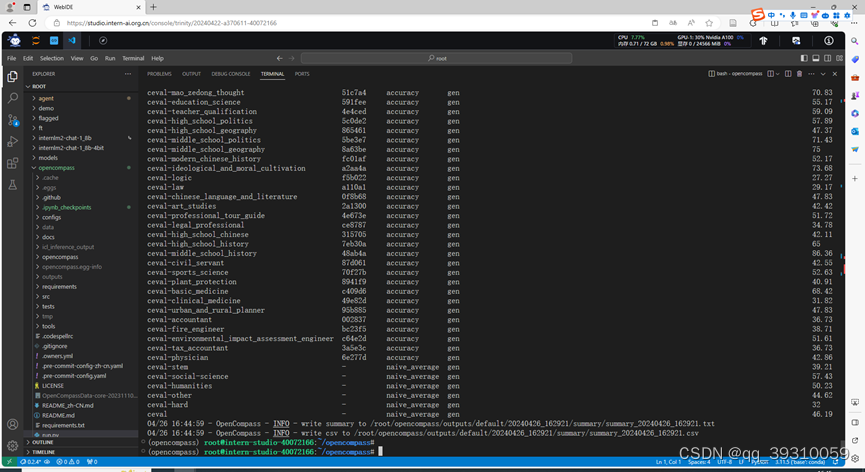 WebIDE
https://studio.intern-ai.org.cn/console/trinity/20240422-a370611-40072166
CPU 7.77%
内存 0.71 / 72 GB 0.98%
GPU-1: 30% Nvidia A100 0%
显存 0 / 24566 MiB 0%
File Edit Selection View Go Run Terminal Help
root
EXPLORER
PROBLEMS OUTPUT DEBUG CONSOLE TERMINAL PORTS
bash - opencompass
ROOT
agent
demo
flagged
ft
internlm2-chat-1_8b
internlm2-chat-1_8b-4bit
models
opencompass
.cache
.eggs
.github
.ipynb_checkpoints
configs
data
docs
icl_inference_output
opencompass
opencompass.egg-info
outputs
requirements
src
tests
tmp
tools
.codespellrc
.gitignore
.owners.yml
.pre-commit-config-zh-cn.yaml
.pre-commit-config.yaml
LICENSE
OpenCompassData-core-20231110...
README_zh-CN.md
README.md
requirements.txt
run.py
OUTLINE
TIMELINE
ceval-mao_zedong_thought 51c7a4 accuracy gen 70.83
ceval-education_science 591fee accuracy gen 55.17
ceval-teacher_qualification 4e4ced accuracy gen 59.09
ceval-high_school_politics 5c0de2 accuracy gen 57.89
ceval-high_school_geography 865461 accuracy gen 47.37
ceval-middle_school_politics 5be3e7 accuracy gen 71.43
ceval-middle_school_geography 8a63be accuracy gen 75
ceval-modern_chinese_history fc01af accuracy gen 52.17
ceval-ideological_and_moral_cultivation a2aa4a accuracy gen 73.68
ceval-logic f5b022 accuracy gen 27.27
ceval-law a110a1 accuracy gen 29.17
ceval-chinese_language_and_literature 0f8b68 accuracy gen 47.83
ceval-art_studies 2a1300 accuracy gen 42.42
ceval-professional_tour_guide 4e673e accuracy gen 51.72
ceval-legal_professional ce8787 accuracy gen 34.78
ceval-high_school_chinese 315705 accuracy gen 42.11
ceval-high_school_history 7eb30a accuracy gen 65
ceval-middle_school_history 48ab4a accuracy gen 86.36
ceval-civil_servant 87d061 accuracy gen 42.55
ceval-sports_science 70f27b accuracy gen 52.63
ceval-plant_protection 8941f9 accuracy gen 40.91
ceval-basic_medicine c409d6 accuracy gen 68.42
ceval-clinical_medicine 49e82d accuracy gen 31.82
ceval-urban_and_rural_planner 95b885 accuracy gen 47.83
ceval-accountant 002837 accuracy gen 36.73
ceval-fire_engineer bc23f5 accuracy gen 38.71
ceval-environmental_impact_assessment_engineer c64e2d accuracy gen 51.61
ceval-tax_accountant 3a5e3c accuracy gen 36.73
ceval-physician 6e277d accuracy gen 42.86
ceval-stem - naive_average gen 39.21
ceval-social-science - naive_average gen 57.43
ceval-humanities - naive_average gen 50.23
ceval-other - naive_average gen 44.62
ceval-hard - naive_average gen 32
ceval - naive_average gen 46.19
04/26 16:44:59 - OpenCompass - INFO - write summary to /root/opencompass/outputs/default/20240426_162921/summary/summary_20240426_162921.txt
04/26 16:44:59 - OpenCompass - INFO - write csv to /root/opencompass/outputs/default/20240426_162921/summary/summary_20240426_162921.csv
(opencompass) root@intern-studio-40072166:~/opencompass#
(opencompass) root@intern-studio-40072166:~/opencompass#
0.2.4*
Ln 1, Col 1 Spaces: 4 UTF-8
3.11.5 ('base': conda)
CSDN @qq_39310059